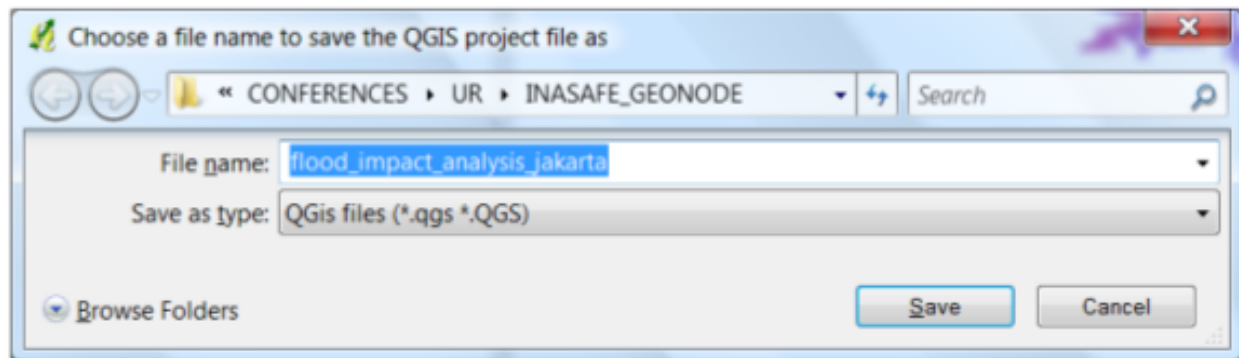 Choose a file name to save the QGIS project file as
« CONFERENCES ▸ UR ▸ INASAFE_GEONODE Search
File name: flood_impact_analysis_jakarta
Save as type: QGis files (*.qgs *.QGS)
Browse Folders Save Cancel